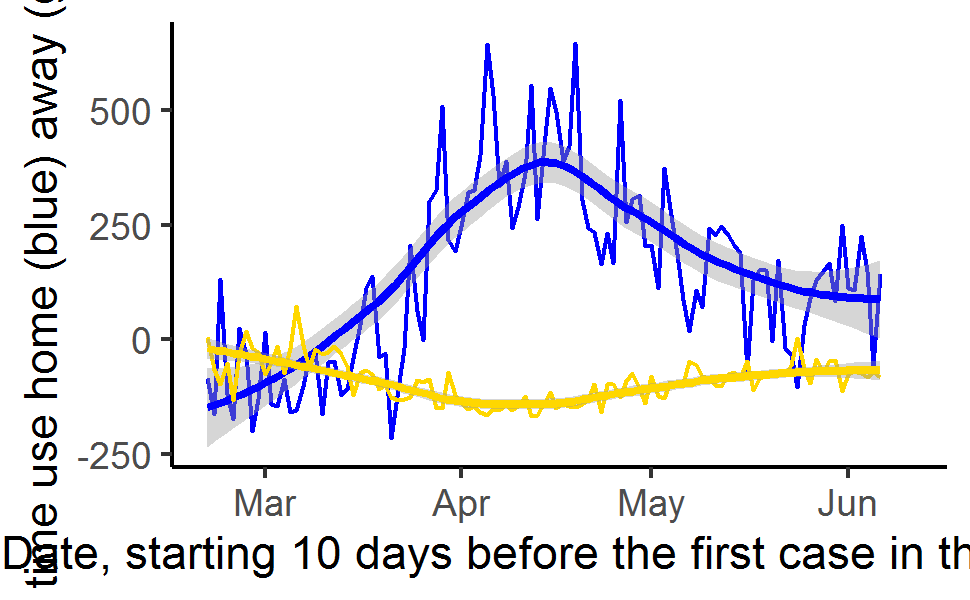 time use home (blue) away (
500
250
0
-250
Mar Apr May Jun
Date, starting 10 days before the first case in th